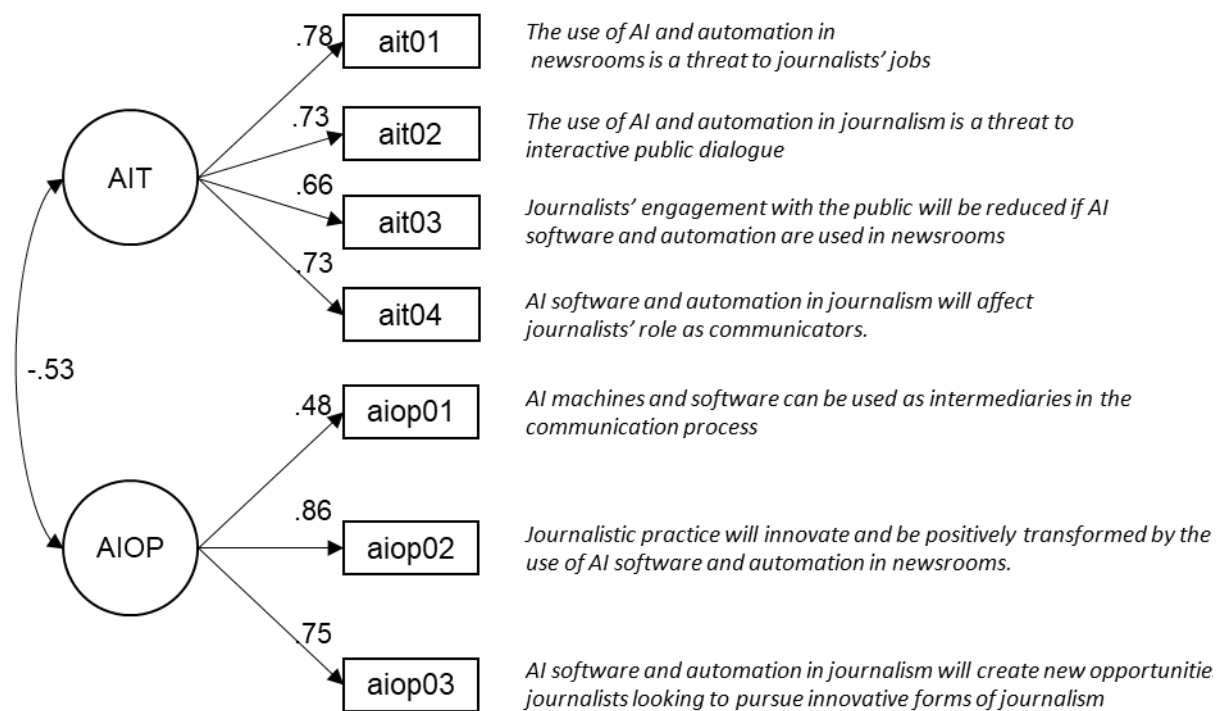 .78
ait01
The use of AI and automation in
newsrooms is a threat to journalists’ jobs
.73
ait02
The use of AI and automation in journalism is a threat to
interactive public dialogue
AIT
.66
ait03
Journalists’ engagement with the public will be reduced if AI
software and automation are used in newsrooms
.73
ait04
AI software and automation in journalism will affect
journalists’ role as communicators.
-.53
.48
aiop01
AI machines and software can be used as intermediaries in the
communication process
AIOP
.86
aiop02
Journalistic practice will innovate and be positively transformed by the
use of AI software and automation in newsrooms.
.75
aiop03
AI software and automation in journalism will create new opportunitie
journalists looking to pursue innovative forms of journalism